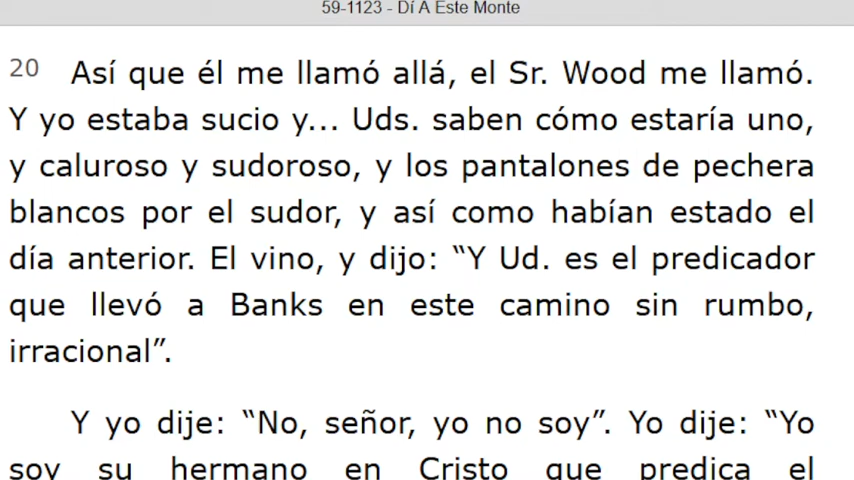 59-1123 - Dí A Este Monte
20 Así que él me llamó allá, el Sr. Wood me llamó.
Y yo estaba sucio y... Uds. saben cómo estaría uno,
y caluroso y sudoroso, y los pantalones de pechera
blancos por el sudor, y así como habían estado el
día anterior. El vino, y dijo: “Y Ud. es el predicador
que llevó a Banks en este camino sin rumbo,
irracional”.
Y yo dije: “No, señor, yo no soy”. Yo dije: “Yo
soy su hermano en Cristo que predica el